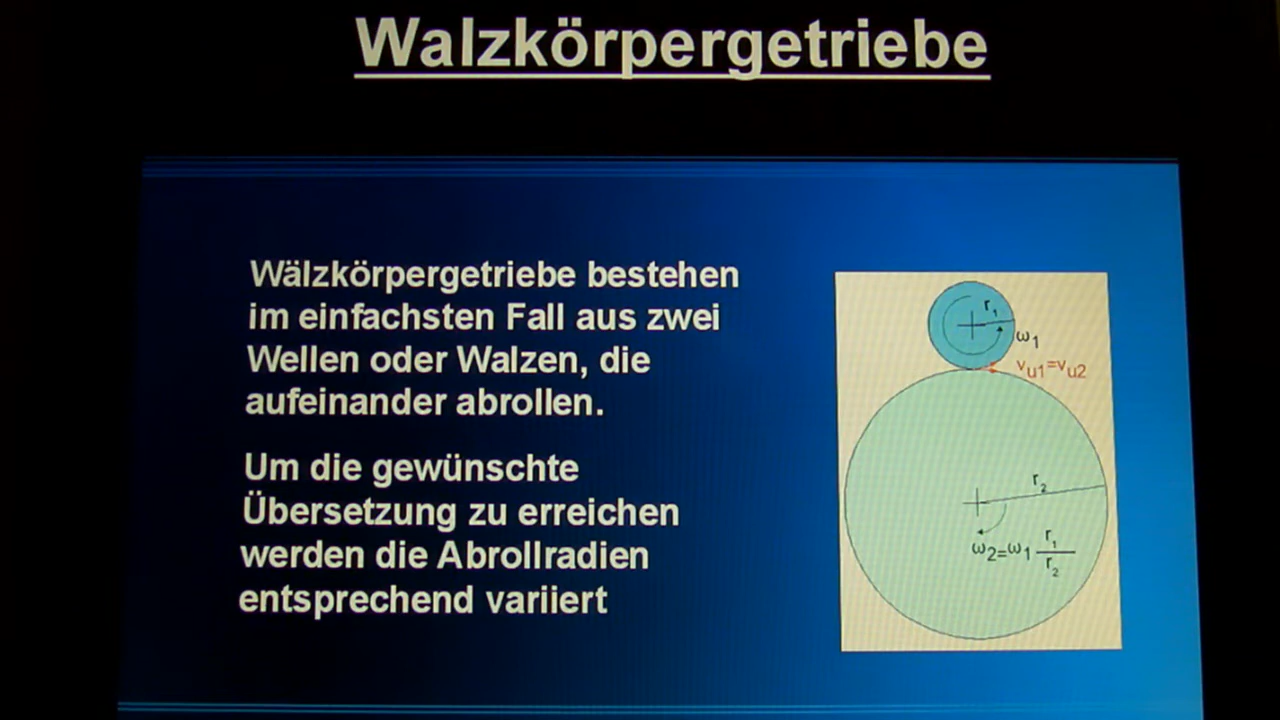 Walzkörpergetriebe
Wälzkörpergetriebe bestehen
im einfachsten Fall aus zwei
Wellen oder Walzen, die
aufeinander abrollen.
Um die gewünschte
Übersetzung zu erreichen
werden die Abrollradien
entsprechend variiert
r₁
ω₁
vᵤ₁=vᵤ₂
r₂
ω₂=ω₁ r₁/r₂